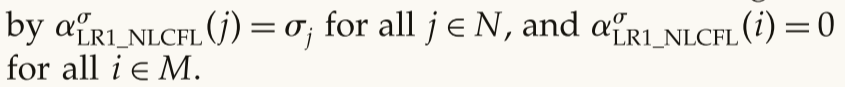 by α^σ_LR1_NLCFL(j) = σ_j for all j ∈ N, and α^σ_LR1_NLCFL(i) = 0
for all i ∈ M.